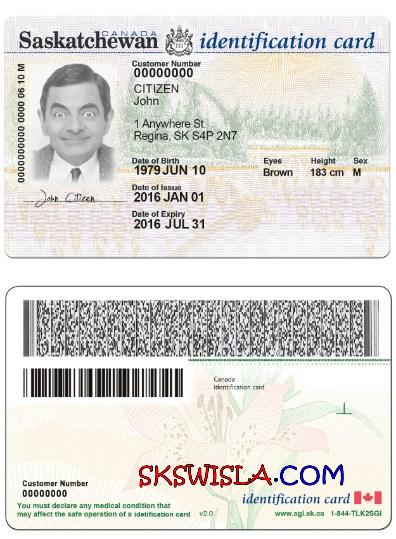 CANADA
Saskatchewan identification card
Customer Number
00000000
CITIZEN
John
1 Anywhere St
Regina, SK S4P 2N7
Date of Birth Eyes Height Sex
1979 JUN 10 Brown 183 cm M
Date of Issue
2016 JAN 01
Date of Expiry
2016 JUL 31
0000000000 0000 06 10 M
John Citizen
Canada
Identification card
SKSWISLA.COM
Customer Number
00000000
identification card
You must declare any medical condition that
may affect the safe operation of a idetification card v2.0 www.sgi.sk.ca 1-844-TLK2SGI